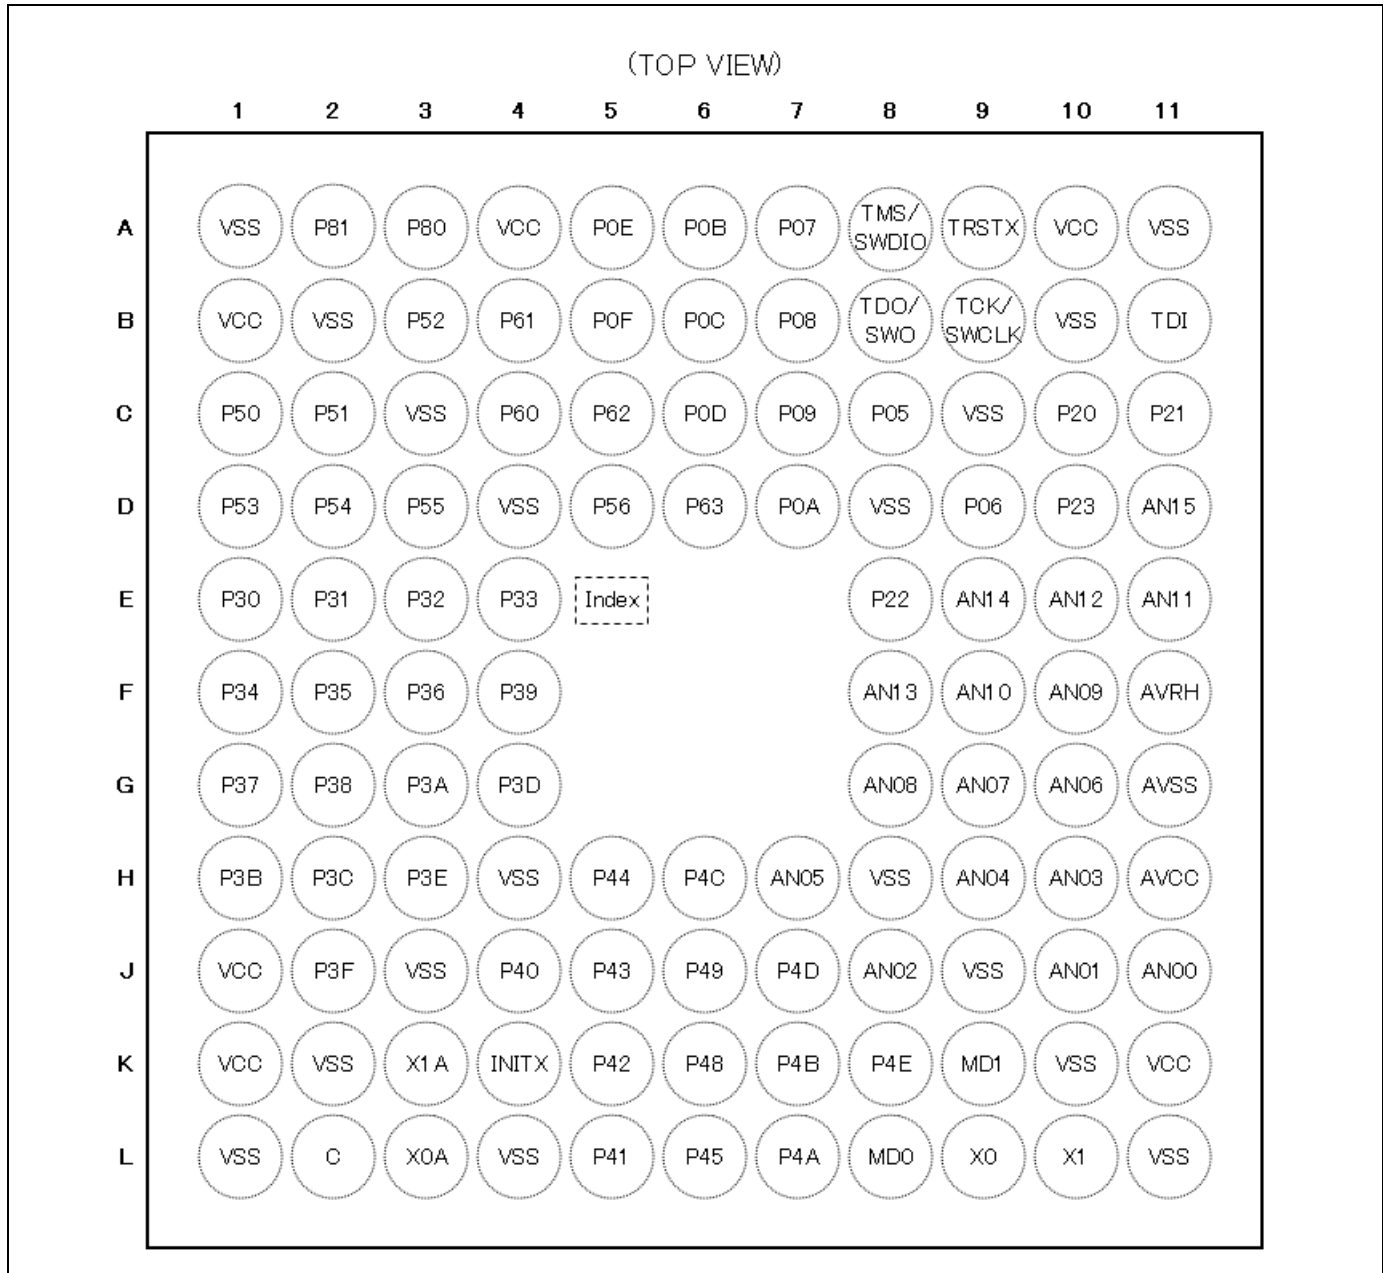 (TOP VIEW)
1 2 3 4 5 6 7 8 9 10 11
A VSS P81 P80 VCC P0E P0B P07 TMS/SWDIO TRSTX VCC VSS
B VCC VSS P52 P61 P0F P0C P08 TDO/SWO TCK/SWCLK VSS TDI
C P50 P51 VSS P60 P62 P0D P09 P05 VSS P20 P21
D P53 P54 P55 VSS P56 P63 P0A VSS P06 P23 AN15
E P30 P31 P32 P33 Index P22 AN14 AN12 AN11
F P34 P35 P36 P39 AN13 AN10 AN09 AVRH
G P37 P38 P3A P3D AN08 AN07 AN06 AVSS
H P3B P3C P3E VSS P44 P4C AN05 VSS AN04 AN03 AVCC
J VCC P3F VSS P40 P43 P49 P4D AN02 VSS AN01 AN00
K VCC VSS X1A INITX P42 P48 P4B P4E MD1 VSS VCC
L VSS C X0A VSS P41 P45 P4A MD0 X0 X1 VSS